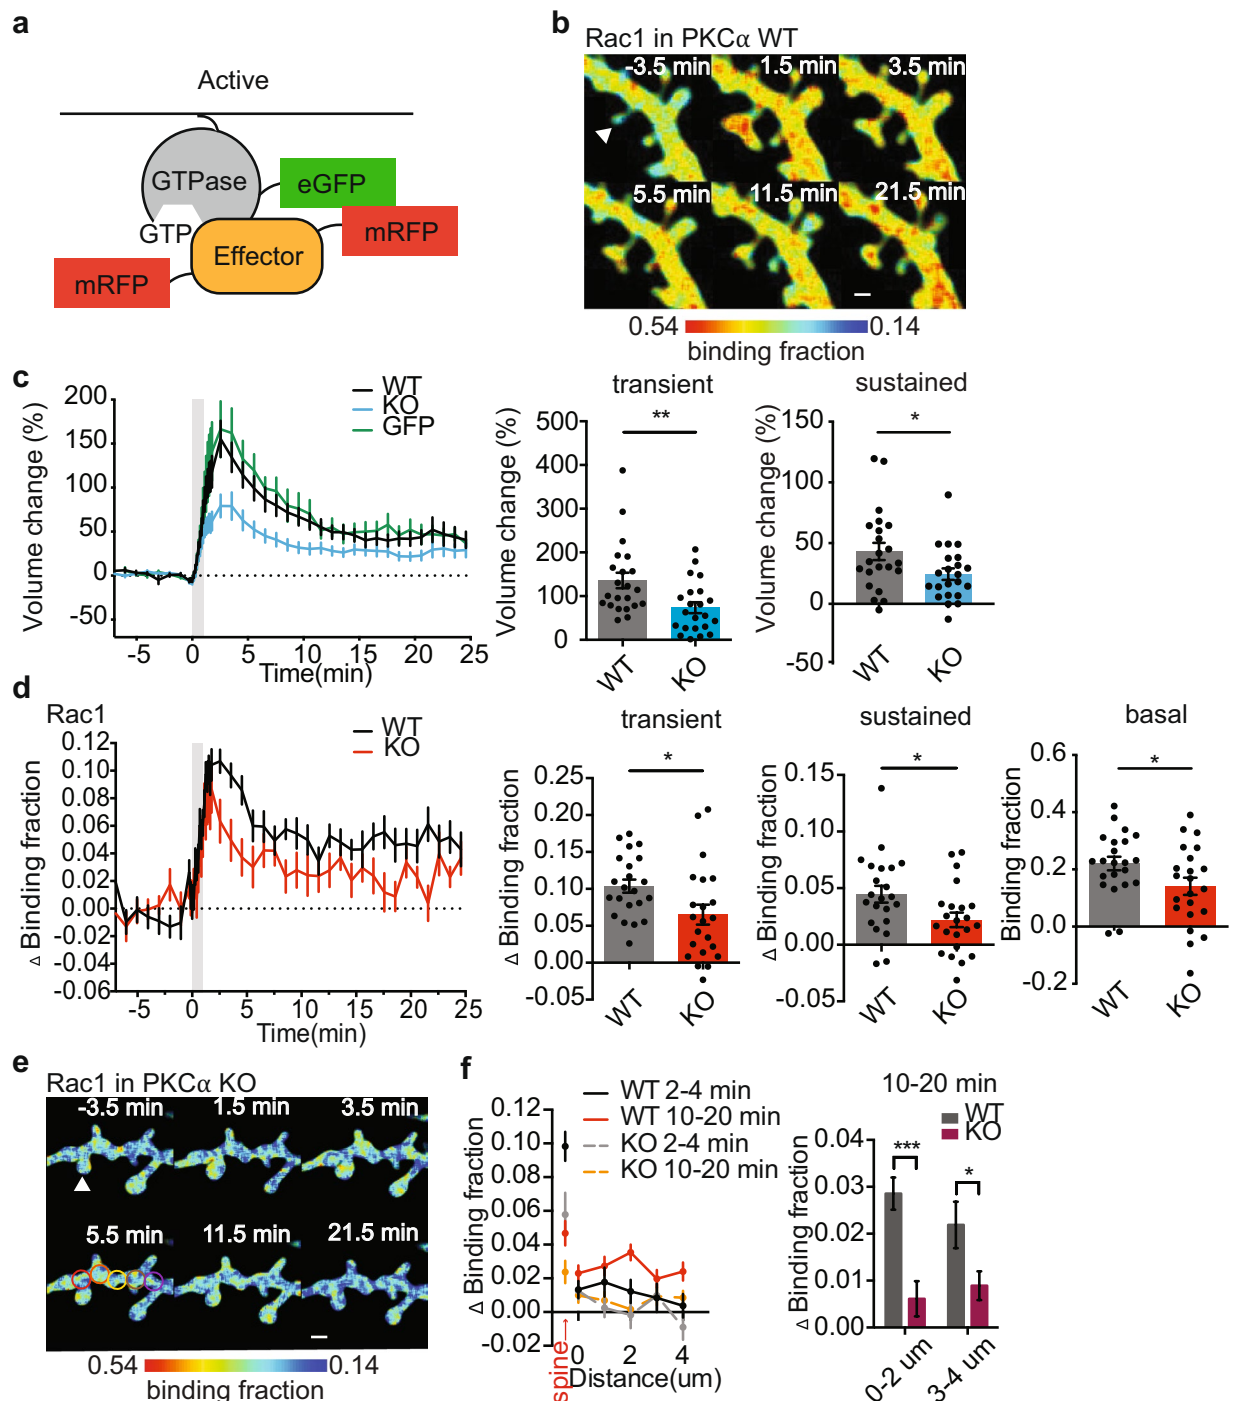 a
Active
GTPase
eGFP
GTP
mRFP
Effector
mRFP
b
Rac1 in PKCα WT
-3.5 min
1.5 min
3.5 min
5.5 min
11.5 min
21.5 min
0.54
0.14
binding fraction
c
Volume change (%)
200
150
100
50
0
-50
WT
KO
GFP
-5
0
5
10
15
20
25
Time(min)
transient
**
Volume change (%)
500
400
300
200
100
0
WT
KO
sustained
*
Volume change (%)
150
100
50
0
-50
WT
KO
d
Rac1
Δ Binding fraction
0.12
0.10
0.08
0.06
0.04
0.02
0.00
-0.02
-0.04
-0.06
WT
KO
-5
0
5
10
15
20
25
Time(min)
transient
*
Δ Binding fraction
0.25
0.20
0.15
0.10
0.05
0.00
-0.05
WT
KO
sustained
*
Δ Binding fraction
0.15
0.10
0.05
0.00
-0.05
WT
KO
basal
*
Binding fraction
0.6
0.4
0.2
0.0
-0.2
WT
KO
e
Rac1 in PKCα KO
-3.5 min
1.5 min
3.5 min
5.5 min
11.5 min
21.5 min
0.54
0.14
binding fraction
f
WT 2-4 min
WT 10-20 min
KO 2-4 min
KO 10-20 min
Δ Binding fraction
0.12
0.10
0.08
0.06
0.04
0.02
0.00
-0.02
spine→
0
2
4
Distance(um)
10-20 min
WT
KO
***
*
Δ Binding fraction
0.04
0.03
0.02
0.01
0.00
0-2 um
3-4 um